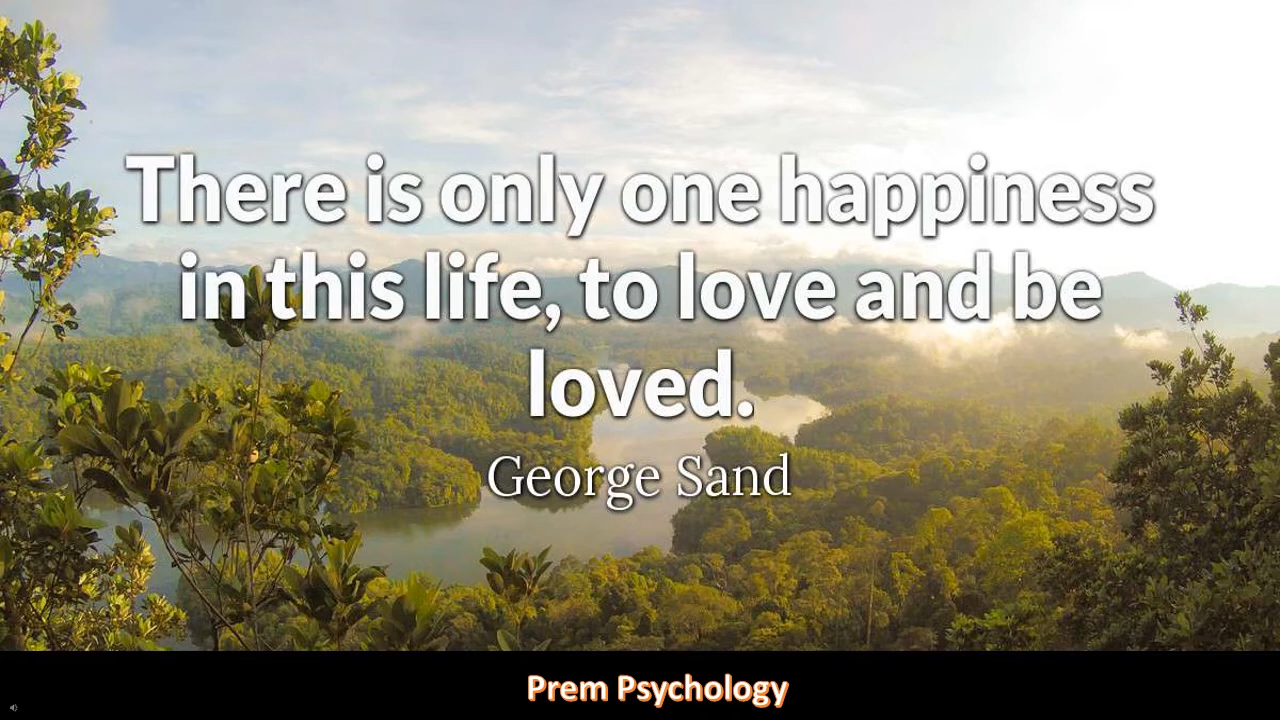 There is only one happiness
in this life, to love and be
loved.
George Sand
Prem Psychology